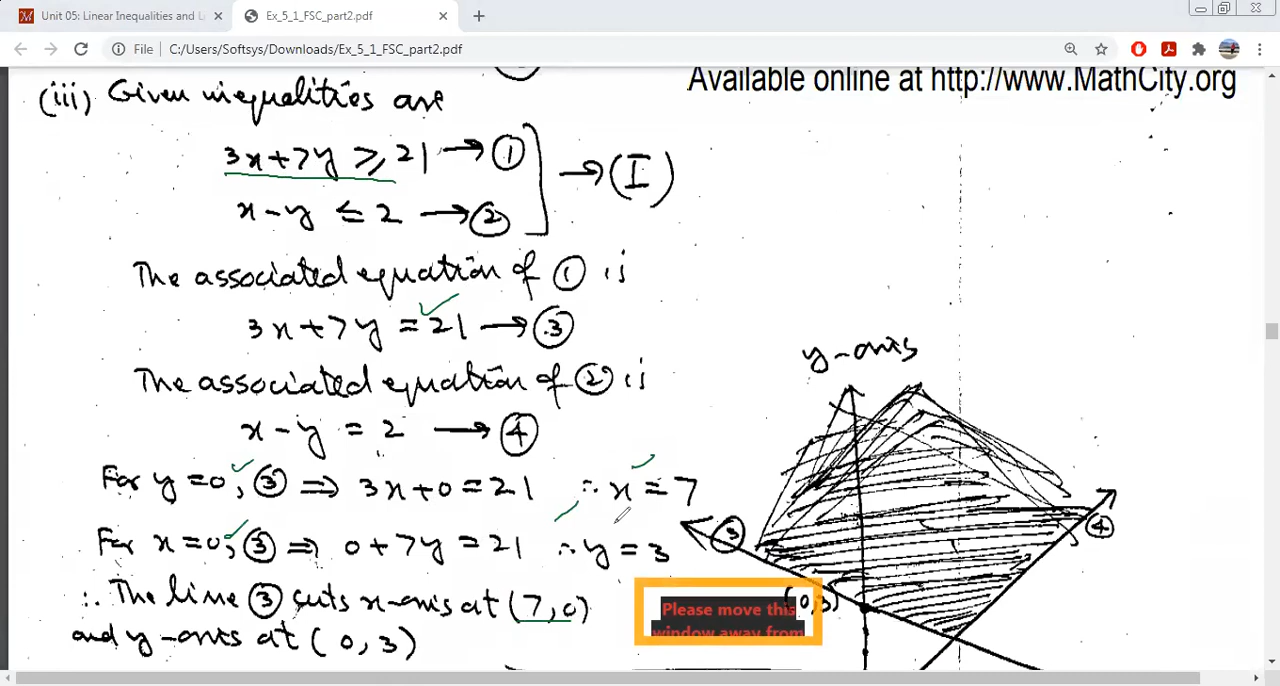 Unit 05: Linear Inequalities and L
Ex_5_1_FSC_part2.pdf
File C:/Users/Softsys/Downloads/Ex_5_1_FSC_part2.pdf
Available online at http://www.MathCity.org
(iii) Given inequalities are
3x+7y ≥ 21 → ①
→ (I)
x-y ≤ 2 → ②
The associated equation of ① is
3x+7y = 21 → ③
The associated equation of ② is
x-y = 2 → ④
For y=0, ③ ⇒ 3x+0=21 ∴ x=7
For x=0, ③ ⇒ 0+7y=21 ∴ y=3
∴ The line ③ cuts x-axis at (7,0)
and y-axis at (0,3)
y-axis
③
④
(0,3)
Please move this
window away from